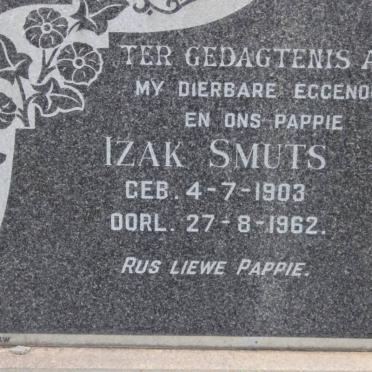 TER GEDAGTENIS A
MY DIERBARE EGGENO
EN ONS PAPPIE
IZAK SMUTS
GEB. 4-7-1903
OORL. 27-8-1962.
RUS LIEWE PAPPIE.